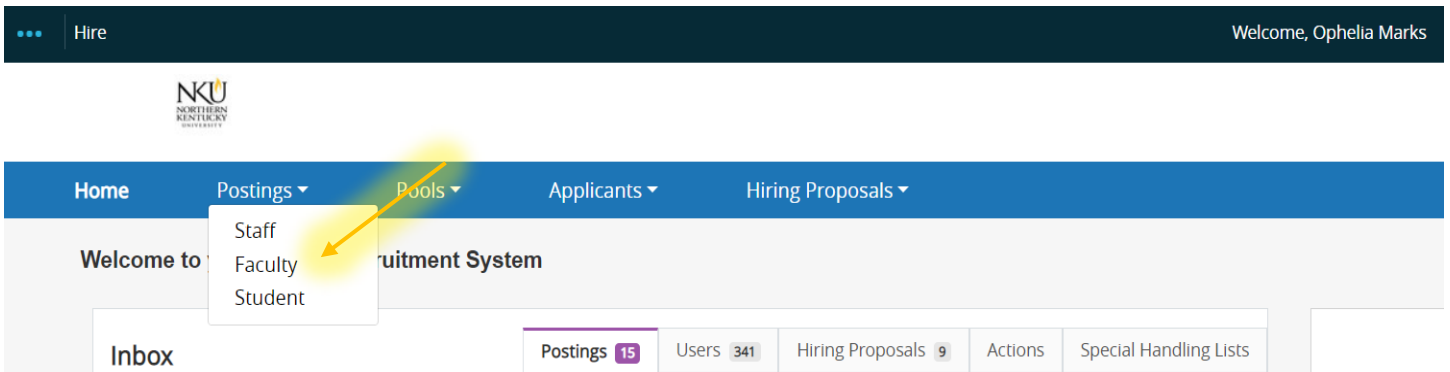 Hire Welcome, Ophelia Marks
NKU
NORTHERN
KENTUCKY
UNIVERSITY
Home Postings Pools Applicants Hiring Proposals
Staff
Faculty
Student
Welcome to ruitment System
Inbox
Postings 15 Users 341 Hiring Proposals 9 Actions Special Handling Lists